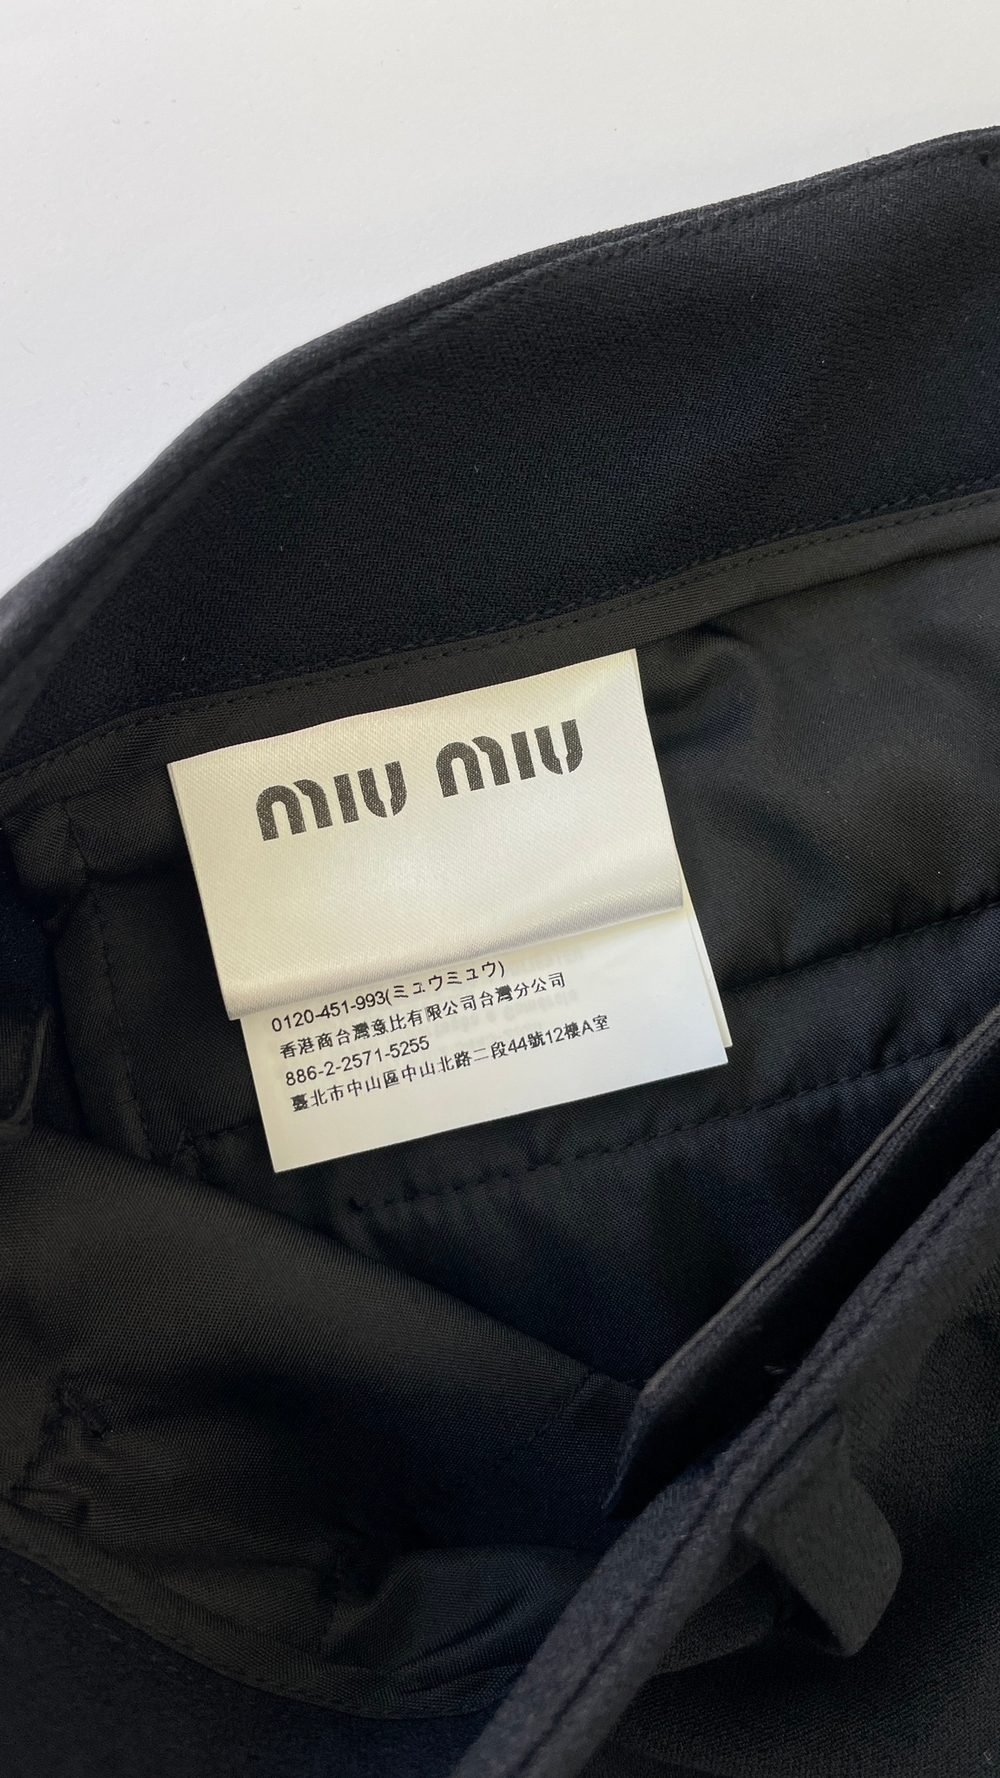 miu miu
0120-451-993(ミュウミュウ)
香港商台灣意比有限公司台灣分公司
886-2-2571-5255
臺北市中山區中山北路二段44號12樓A室